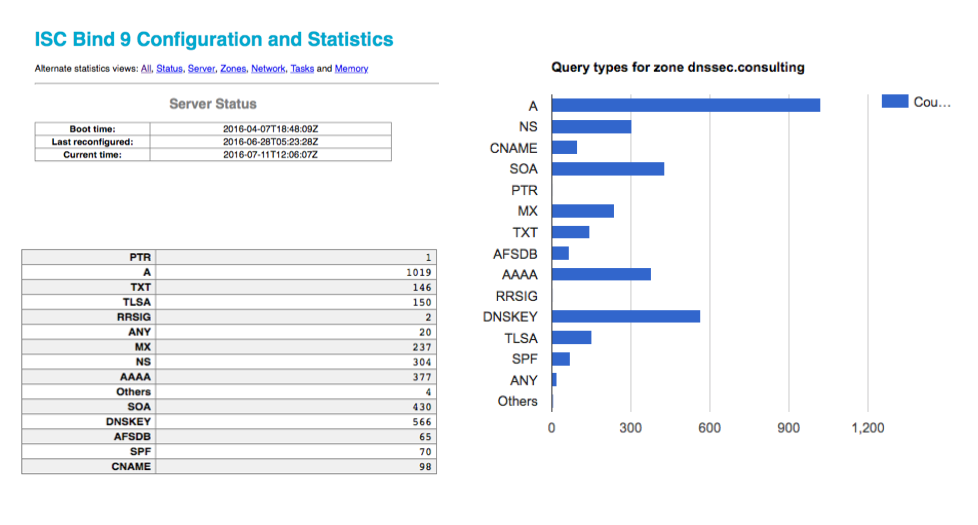 ISC Bind 9 Configuration and Statistics
Alternate statistics views: All, Status, Server, Zones, Network, Tasks and Memory
Server Status
Boot time: 2016-04-07T18:48:09Z
Last reconfigured: 2016-06-28T05:23:28Z
Current time: 2016-07-11T12:06:07Z
PTR 1
A 1019
TXT 146
TLSA 150
RRSIG 2
ANY 20
MX 237
NS 304
AAAA 377
Others 4
SOA 430
DNSKEY 566
AFSDB 65
SPF 70
CNAME 98
Query types for zone dnssec.consulting
Cou...
A
NS
CNAME
SOA
PTR
MX
TXT
AFSDB
AAAA
RRSIG
DNSKEY
TLSA
SPF
ANY
Others
0 300 600 900 1,200